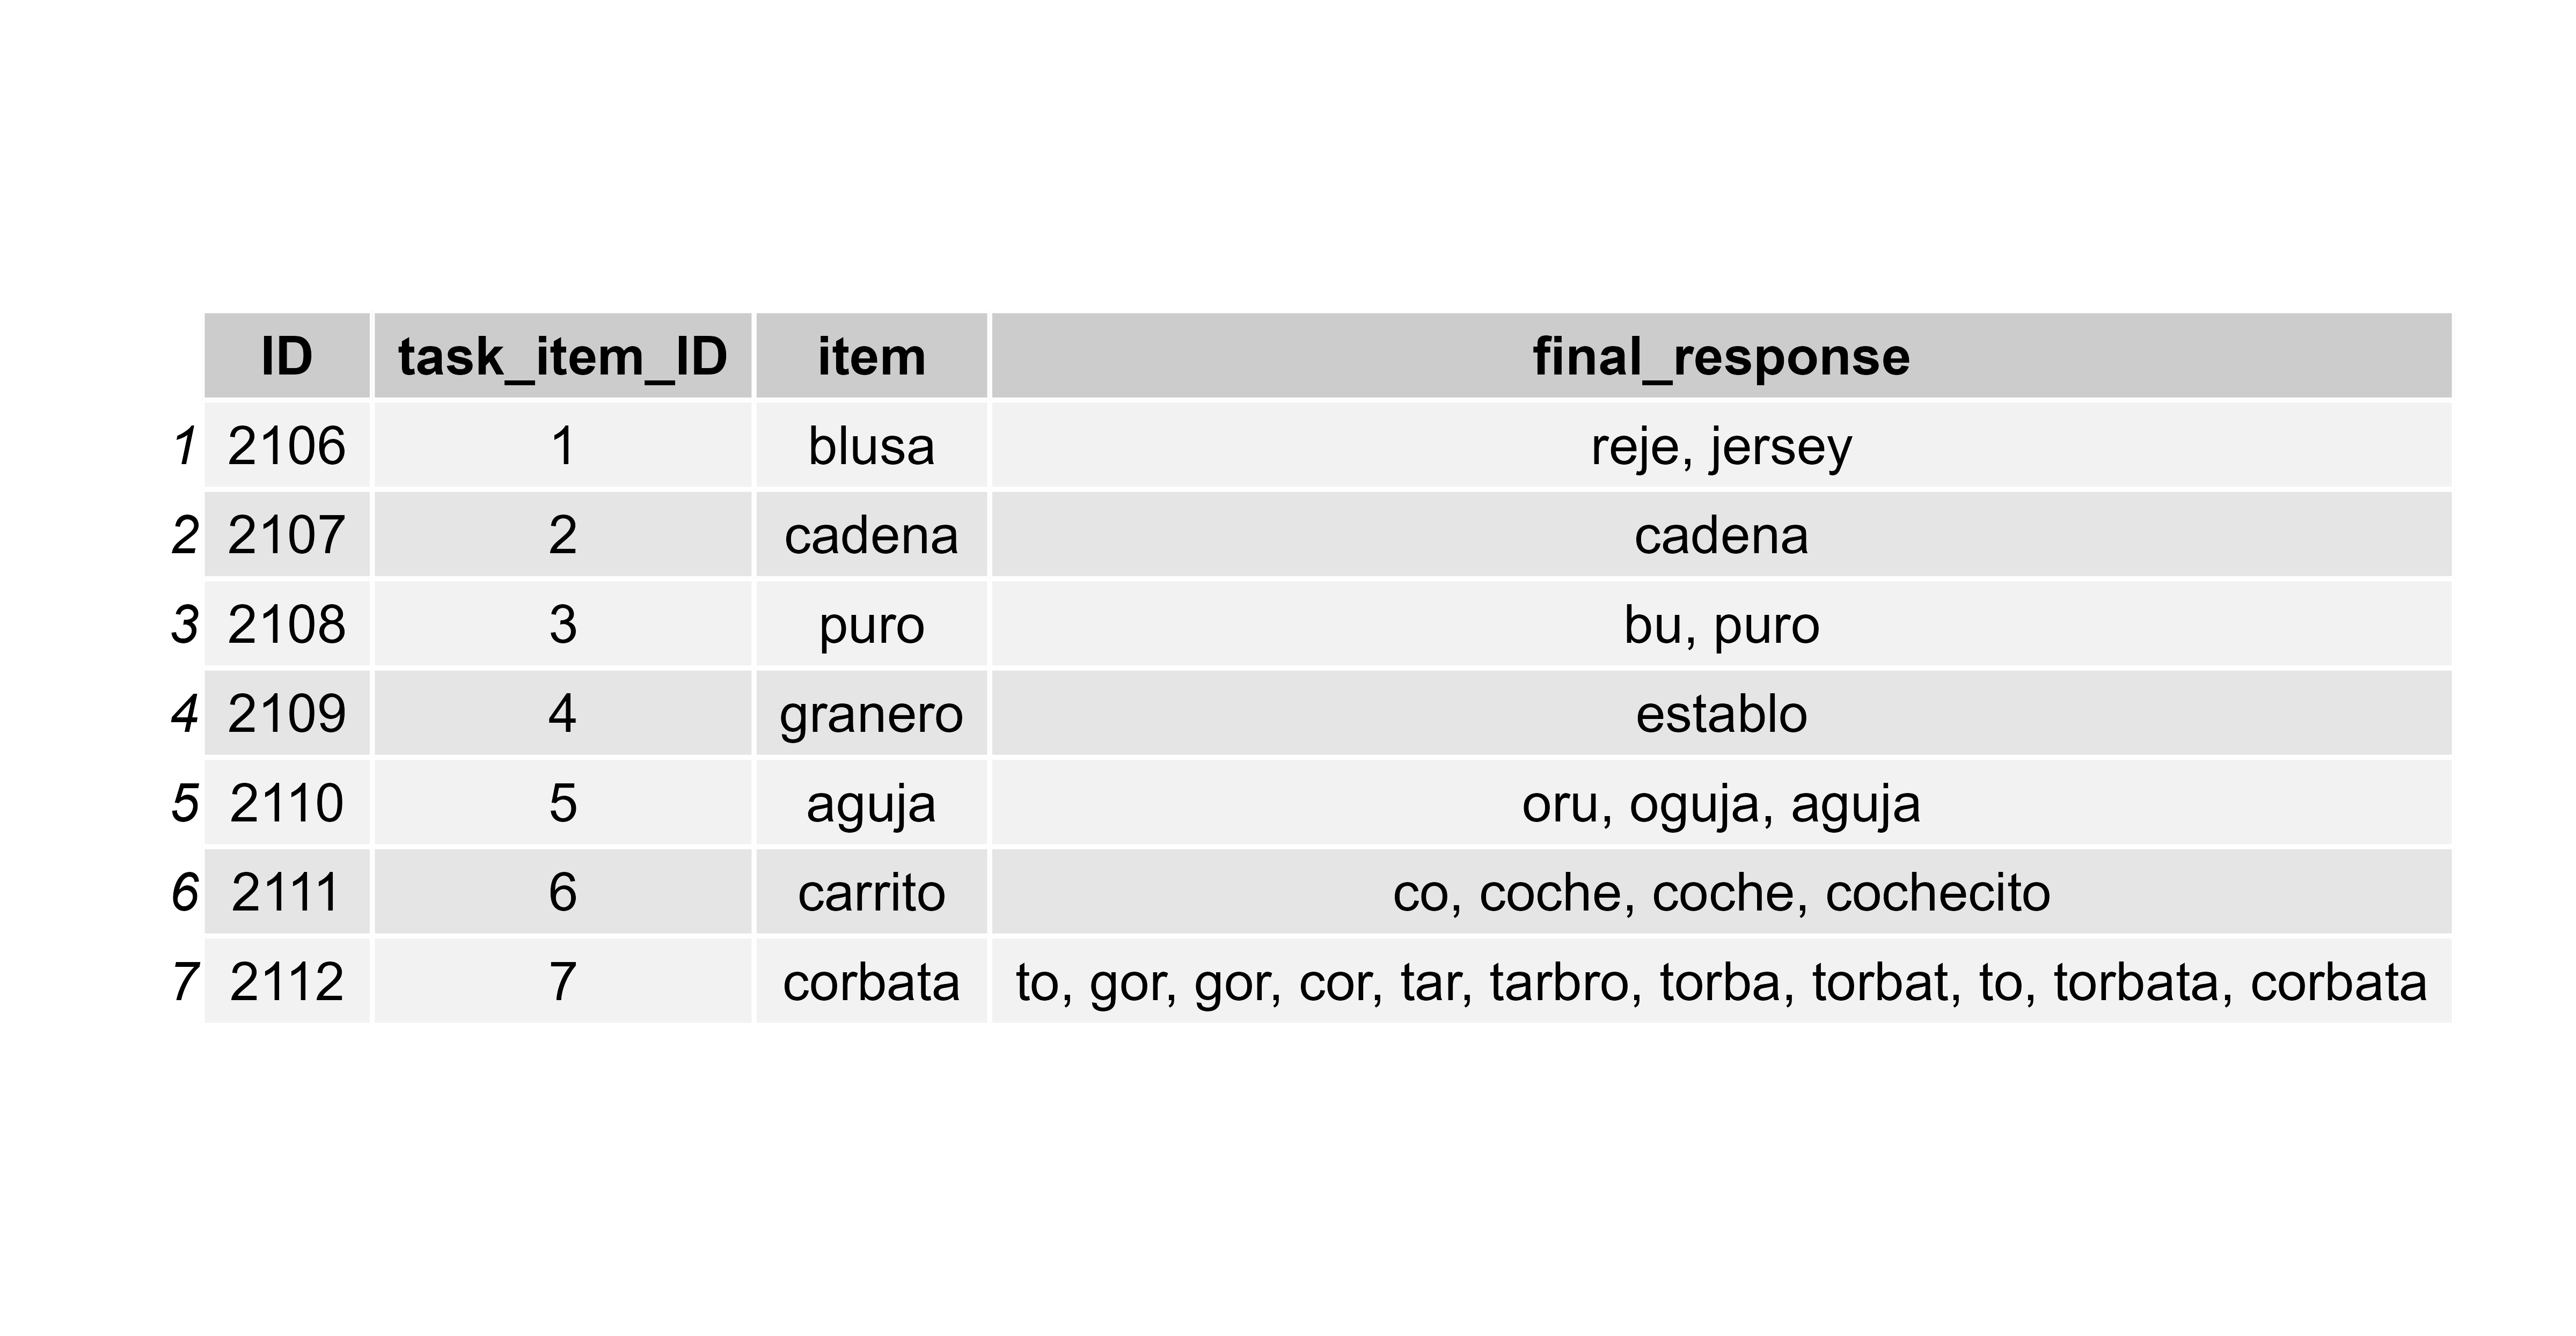 ID task_item_ID item final_response
1 2106 1 blusa reje, jersey
2 2107 2 cadena cadena
3 2108 3 puro bu, puro
4 2109 4 granero establo
5 2110 5 aguja oru, oguja, aguja
6 2111 6 carrito co, coche, coche, cochecito
7 2112 7 corbata to, gor, gor, cor, tar, tarbro, torba, torbat, to, torbata, corbata